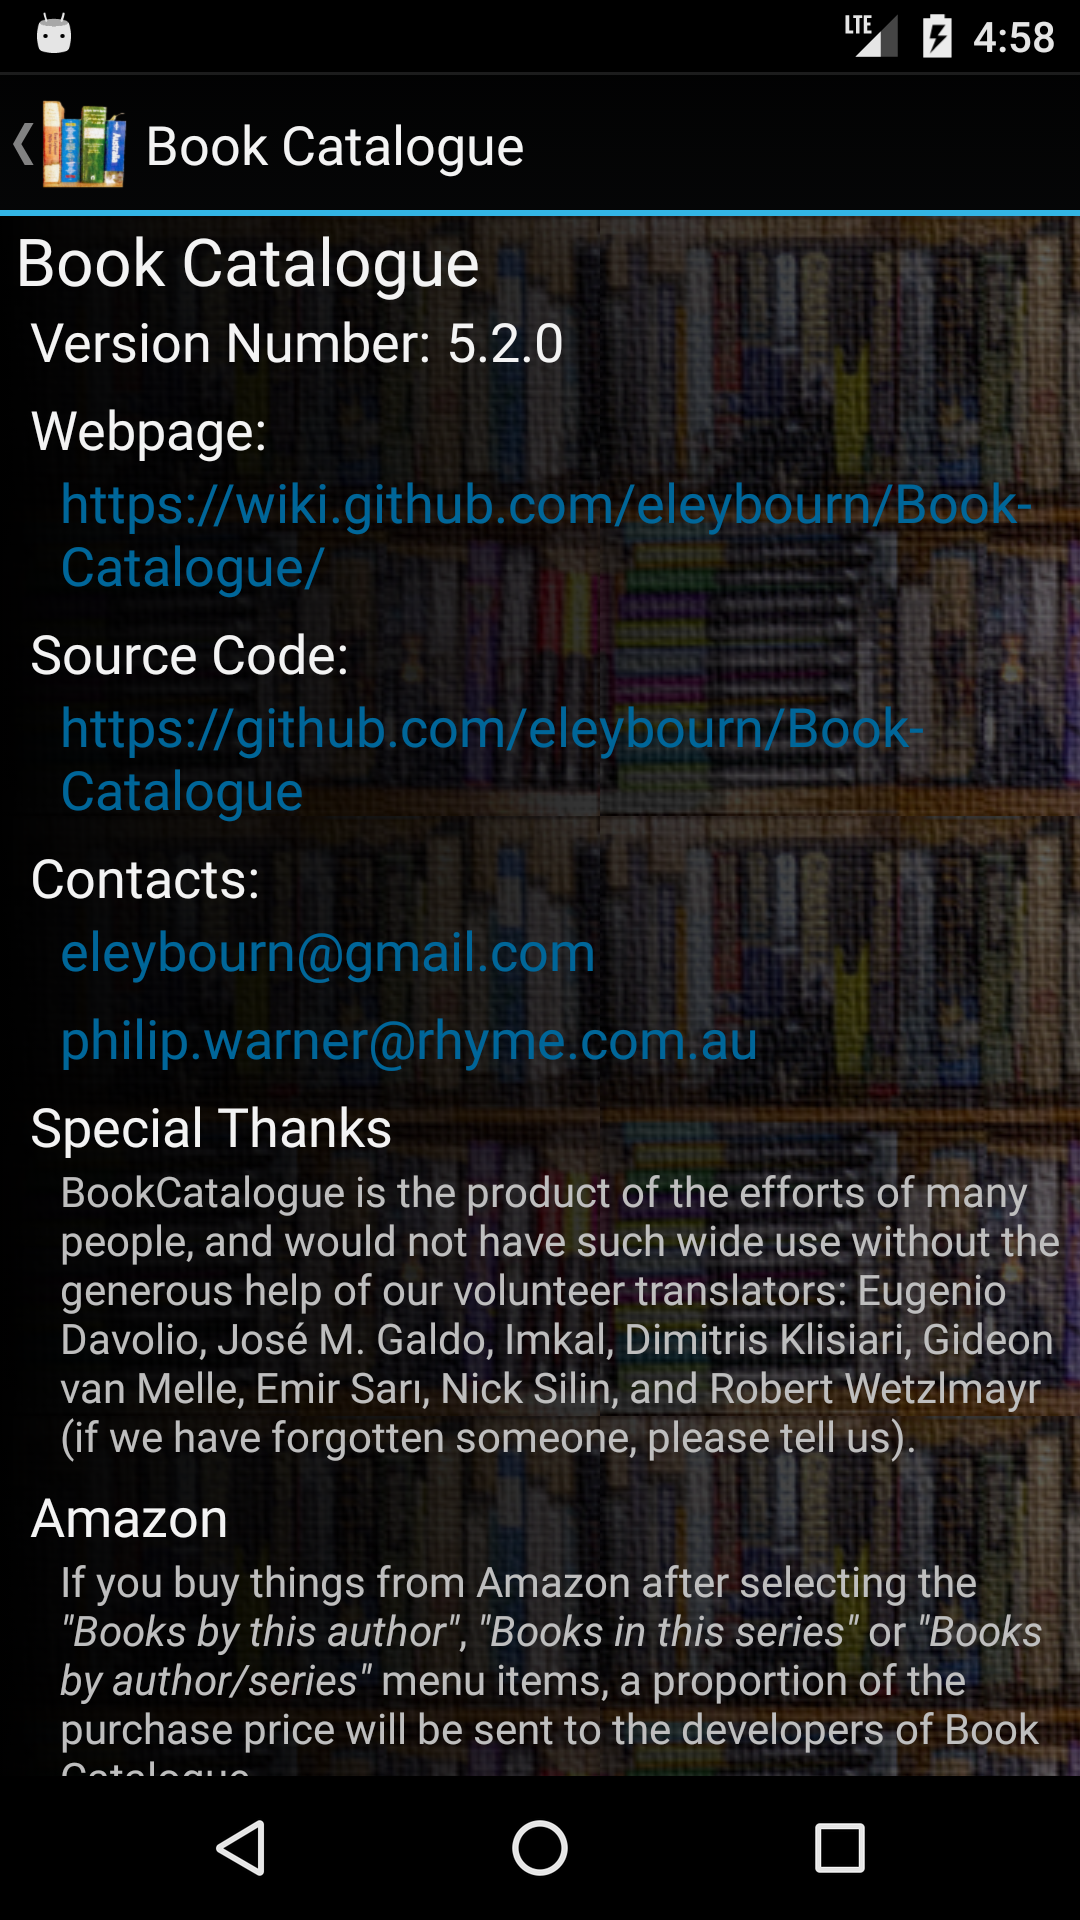 LTE 4:58
Book Catalogue
Book Catalogue
Version Number: 5.2.0
Webpage:
https://wiki.github.com/eleybourn/Book-
Catalogue/
Source Code:
https://github.com/eleybourn/Book-
Catalogue
Contacts:
eleybourn@gmail.com
philip.warner@rhyme.com.au
Special Thanks
BookCatalogue is the product of the efforts of many
people, and would not have such wide use without the
generous help of our volunteer translators: Eugenio
Davolio, José M. Galdo, Imkal, Dimitris Klisiari, Gideon
van Melle, Emir Sarı, Nick Silin, and Robert Wetzlmayr
(if we have forgotten someone, please tell us).
Amazon
If you buy things from Amazon after selecting the
"Books by this author", "Books in this series" or "Books
by author/series" menu items, a proportion of the
purchase price will be sent to the developers of Book
Catalogue